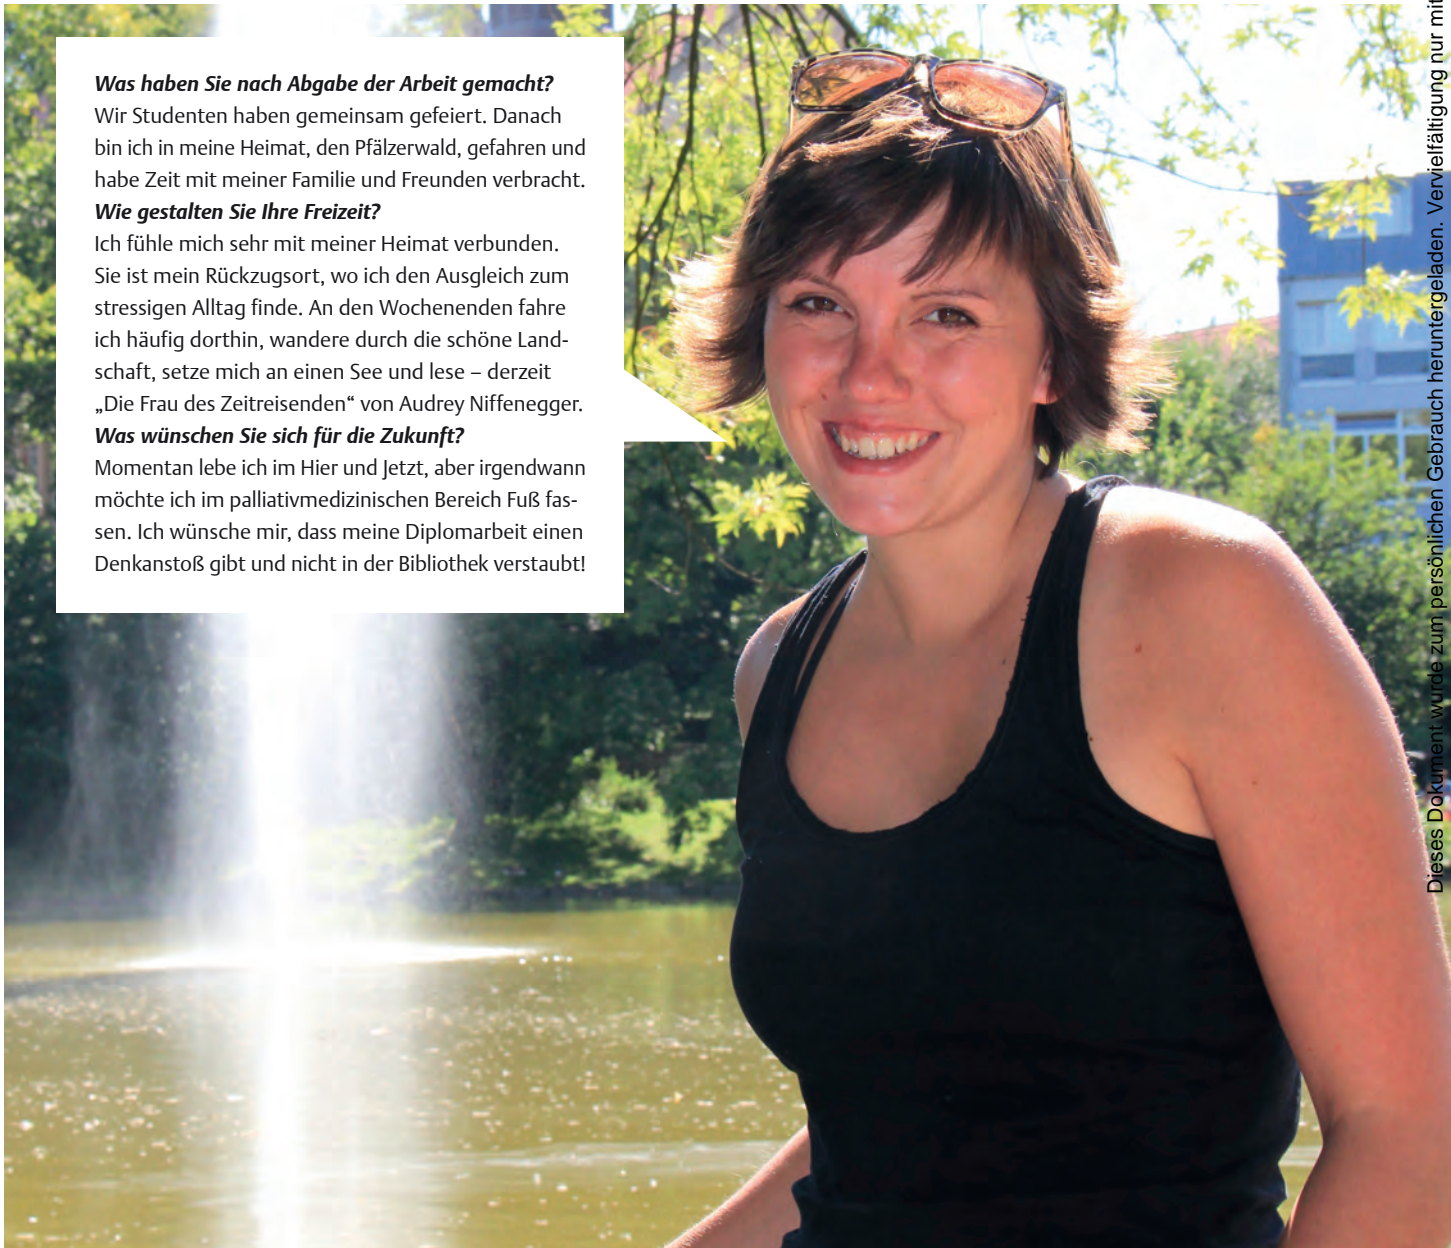 Was haben Sie nach Abgabe der Arbeit gemacht?
Wir Studenten haben gemeinsam gefeiert. Danach
bin ich in meine Heimat, den Pfälzerwald, gefahren und
habe Zeit mit meiner Familie und Freunden verbracht.
Wie gestalten Sie Ihre Freizeit?
Ich fühle mich sehr mit meiner Heimat verbunden.
Sie ist mein Rückzugsort, wo ich den Ausgleich zum
stressigen Alltag finde. An den Wochenenden fahre
ich häufig dorthin, wandere durch die schöne Land-
schaft, setze mich an einen See und lese – derzeit
„Die Frau des Zeitreisenden“ von Audrey Niffenegger.
Was wünschen Sie sich für die Zukunft?
Momentan lebe ich im Hier und Jetzt, aber irgendwann
möchte ich im palliativmedizinischen Bereich Fuß fas-
sen. Ich wünsche mir, dass meine Diplomarbeit einen
Denkanstoß gibt und nicht in der Bibliothek verstaubt!
Dieses Dokument wurde zum persönlichen Gebrauch heruntergeladen. Vervielfältigung nur mit